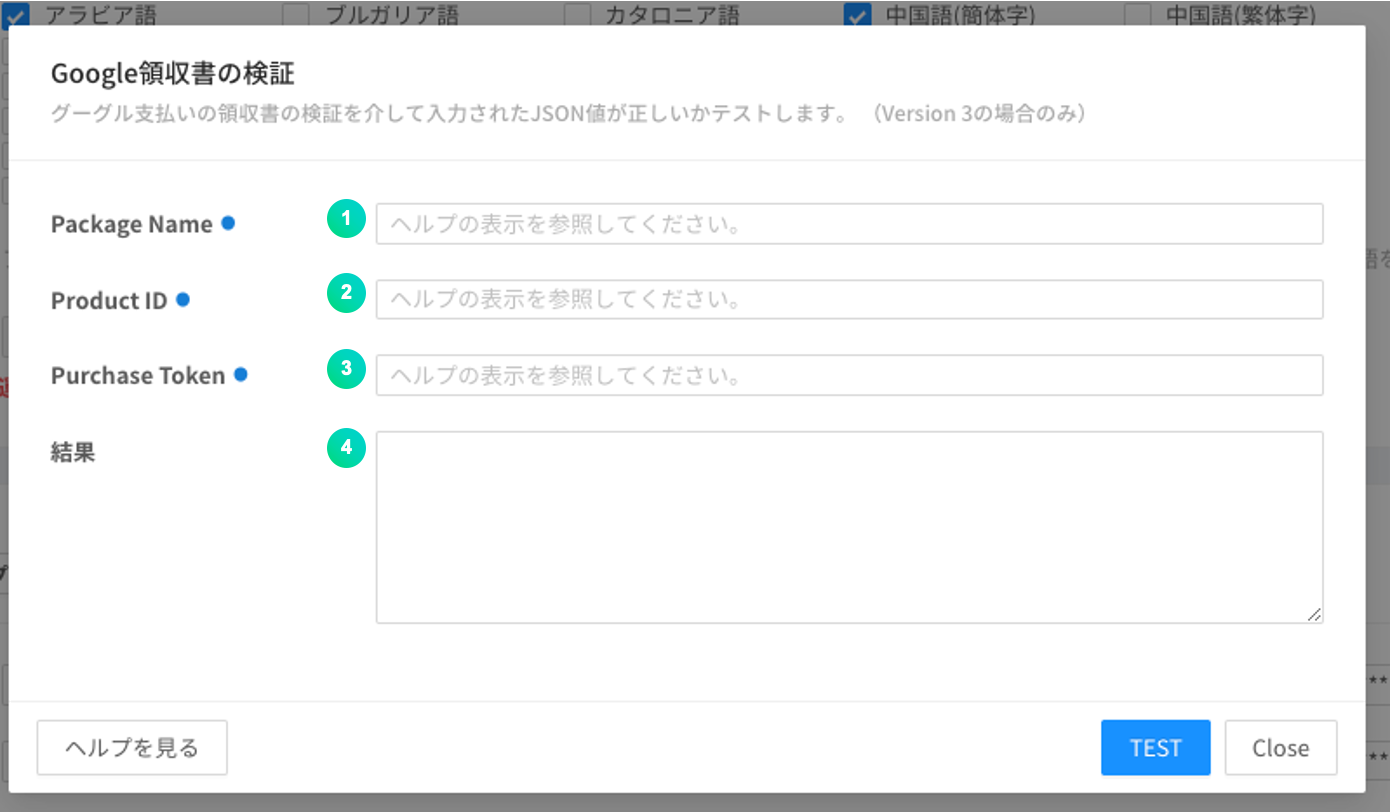 アラビア語 ブルガリア語 カタロニア語 中国語(簡体字) 中国語(繁体字)
Google領収書の検証
グーグル支払いの領収書の検証を介して入力されたJSON値が正しいかテストします。 （Version 3の場合のみ）
Package Name 1 ヘルプの表示を参照してください。
Product ID 2 ヘルプの表示を参照してください。
Purchase Token 3 ヘルプの表示を参照してください。
結果 4
**
ヘルプを見る TEST Close
**